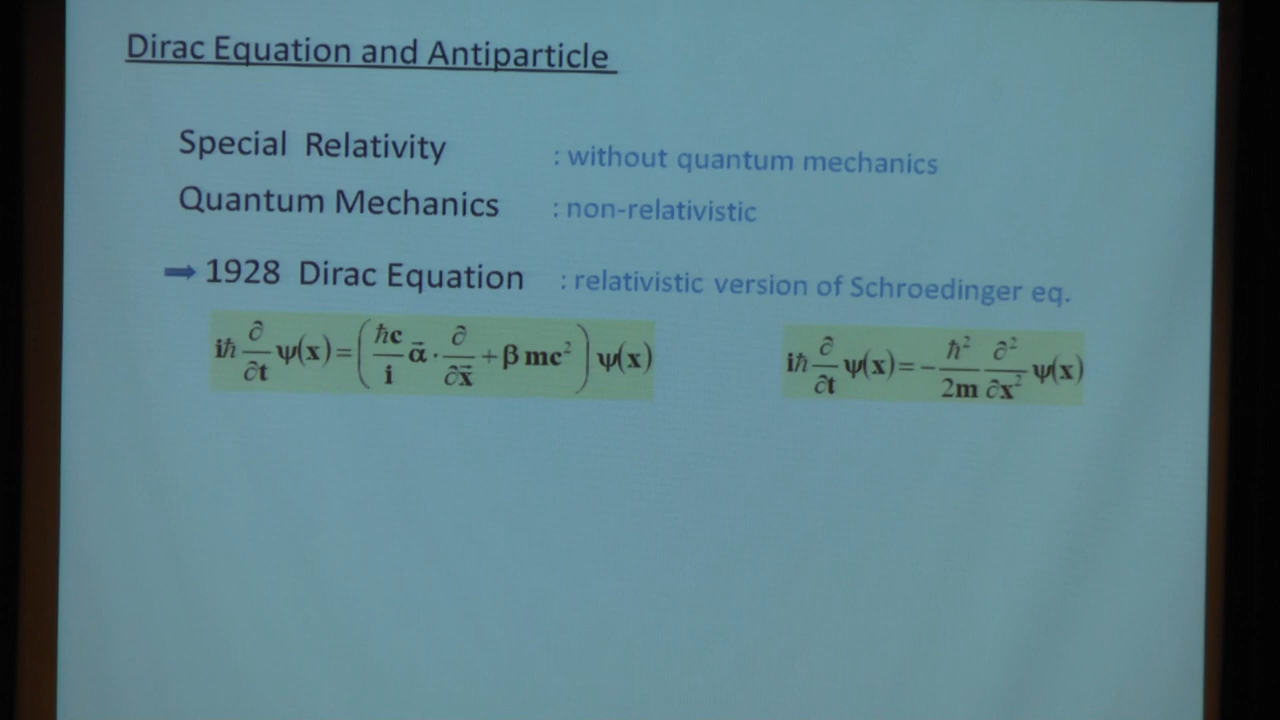 Dirac Equation and Antiparticle
Special Relativity : without quantum mechanics
Quantum Mechanics : non-relativistic
➡ 1928 Dirac Equation : relativistic version of Schroedinger eq.
iħ ∂/∂t ψ(x) = ( ħc/i α⃗ · ∂/∂x⃗ + β mc² ) ψ(x)
iħ ∂/∂t ψ(x) = − ħ²/2m ∂²/∂x² ψ(x)